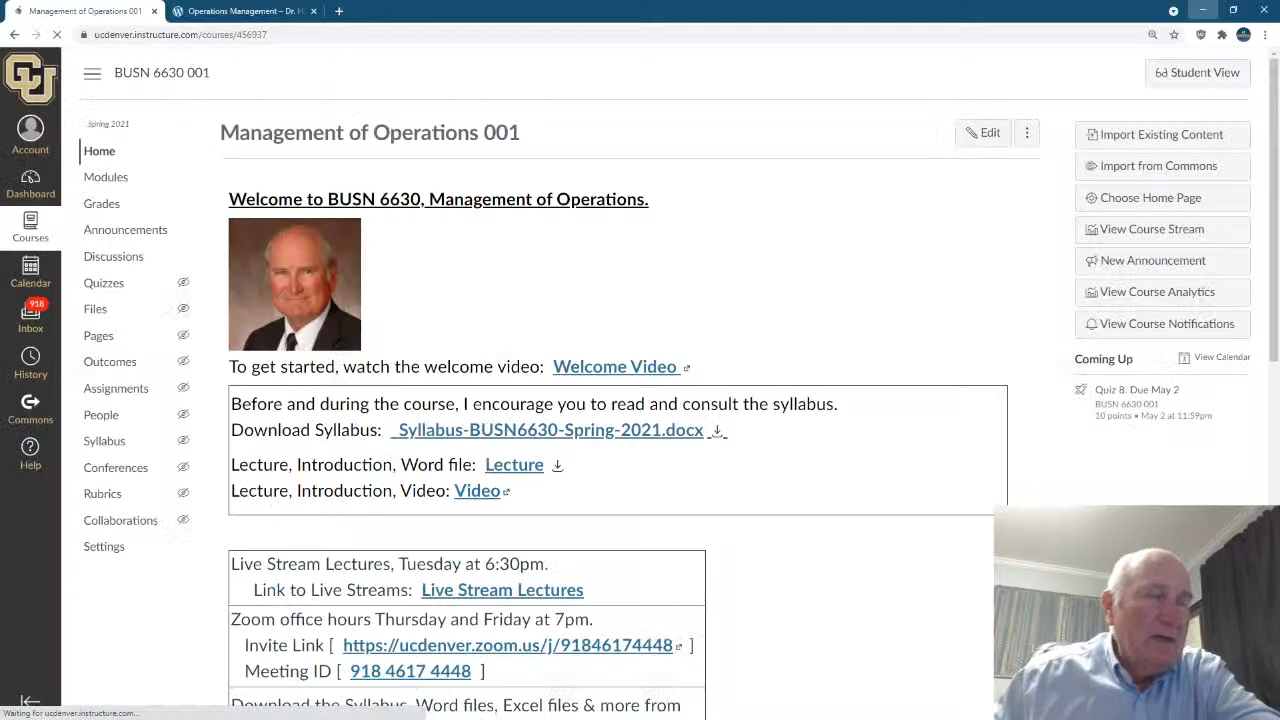 Management of Operations 001
Operations Management – Dr. H
ucdenver.instructure.com/courses/456937
CU
Account
Dashboard
Courses
Calendar
918
Inbox
History
Commons
Help
BUSN 6630 001
Student View
Spring 2021
Home
Modules
Grades
Announcements
Discussions
Quizzes
Files
Pages
Outcomes
Assignments
People
Syllabus
Conferences
Rubrics
Collaborations
Settings
Management of Operations 001
Edit
Welcome to BUSN 6630, Management of Operations.
To get started, watch the welcome video: Welcome Video
Before and during the course, I encourage you to read and consult the syllabus.
Download Syllabus: Syllabus-BUSN6630-Spring-2021.docx
Lecture, Introduction, Word file: Lecture
Lecture, Introduction, Video: Video
Live Stream Lectures, Tuesday at 6:30pm.
Link to Live Streams: Live Stream Lectures
Zoom office hours Thursday and Friday at 7pm.
Invite Link [ https://ucdenver.zoom.us/j/91846174448 ]
Meeting ID [ 918 4617 4448 ]
Download the Syllabus, Word files, Excel files & more from
Import Existing Content
Import from Commons
Choose Home Page
View Course Stream
New Announcement
View Course Analytics
View Course Notifications
Coming Up
View Calendar
Quiz 8. Due May 2
BUSN 6630 001
10 points • May 2 at 11:59pm
Waiting for ucdenver.instructure.com...